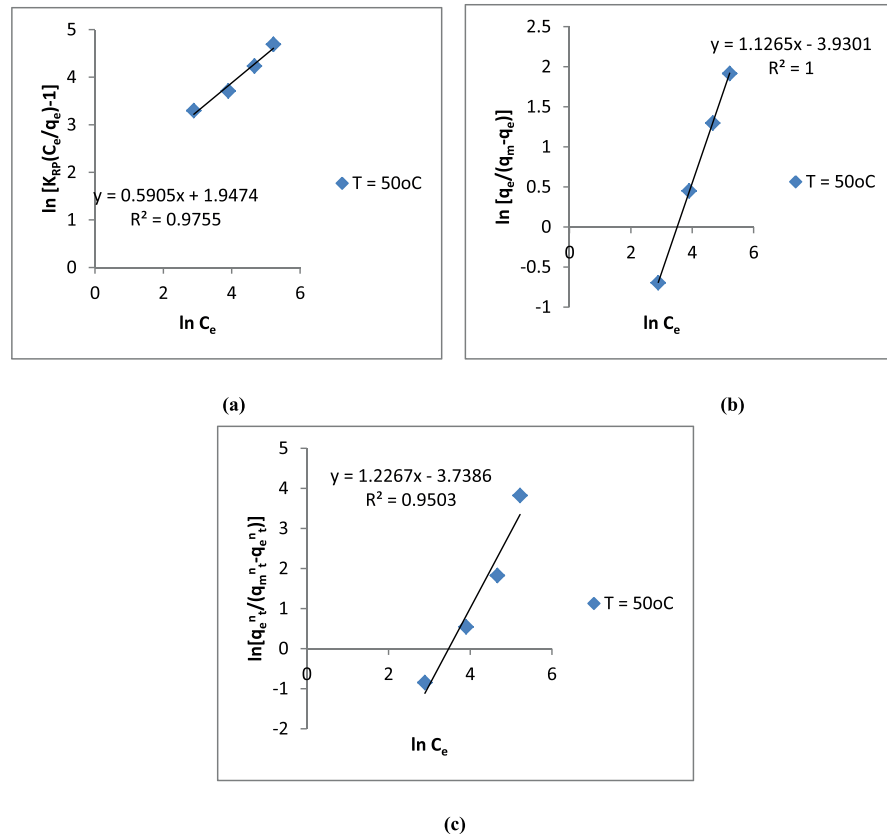 ln [K_RP(C_e/q_e)-1]
5
4
3
2
1
0
0
2
4
6
y = 0.5905x + 1.9474
R² = 0.9755
T = 50oC
ln C_e
(a)
ln [q_e/(q_m-q_e)]
2.5
2
1.5
1
0.5
0
-0.5
-1
0
2
4
6
y = 1.1265x - 3.9301
R² = 1
T = 50oC
ln C_e
(b)
ln[q_e^n_t/(q_m^n_t-q_e^n_t)]
5
4
3
2
1
0
-1
-2
0
2
4
6
y = 1.2267x - 3.7386
R² = 0.9503
T = 50oC
ln C_e
(c)